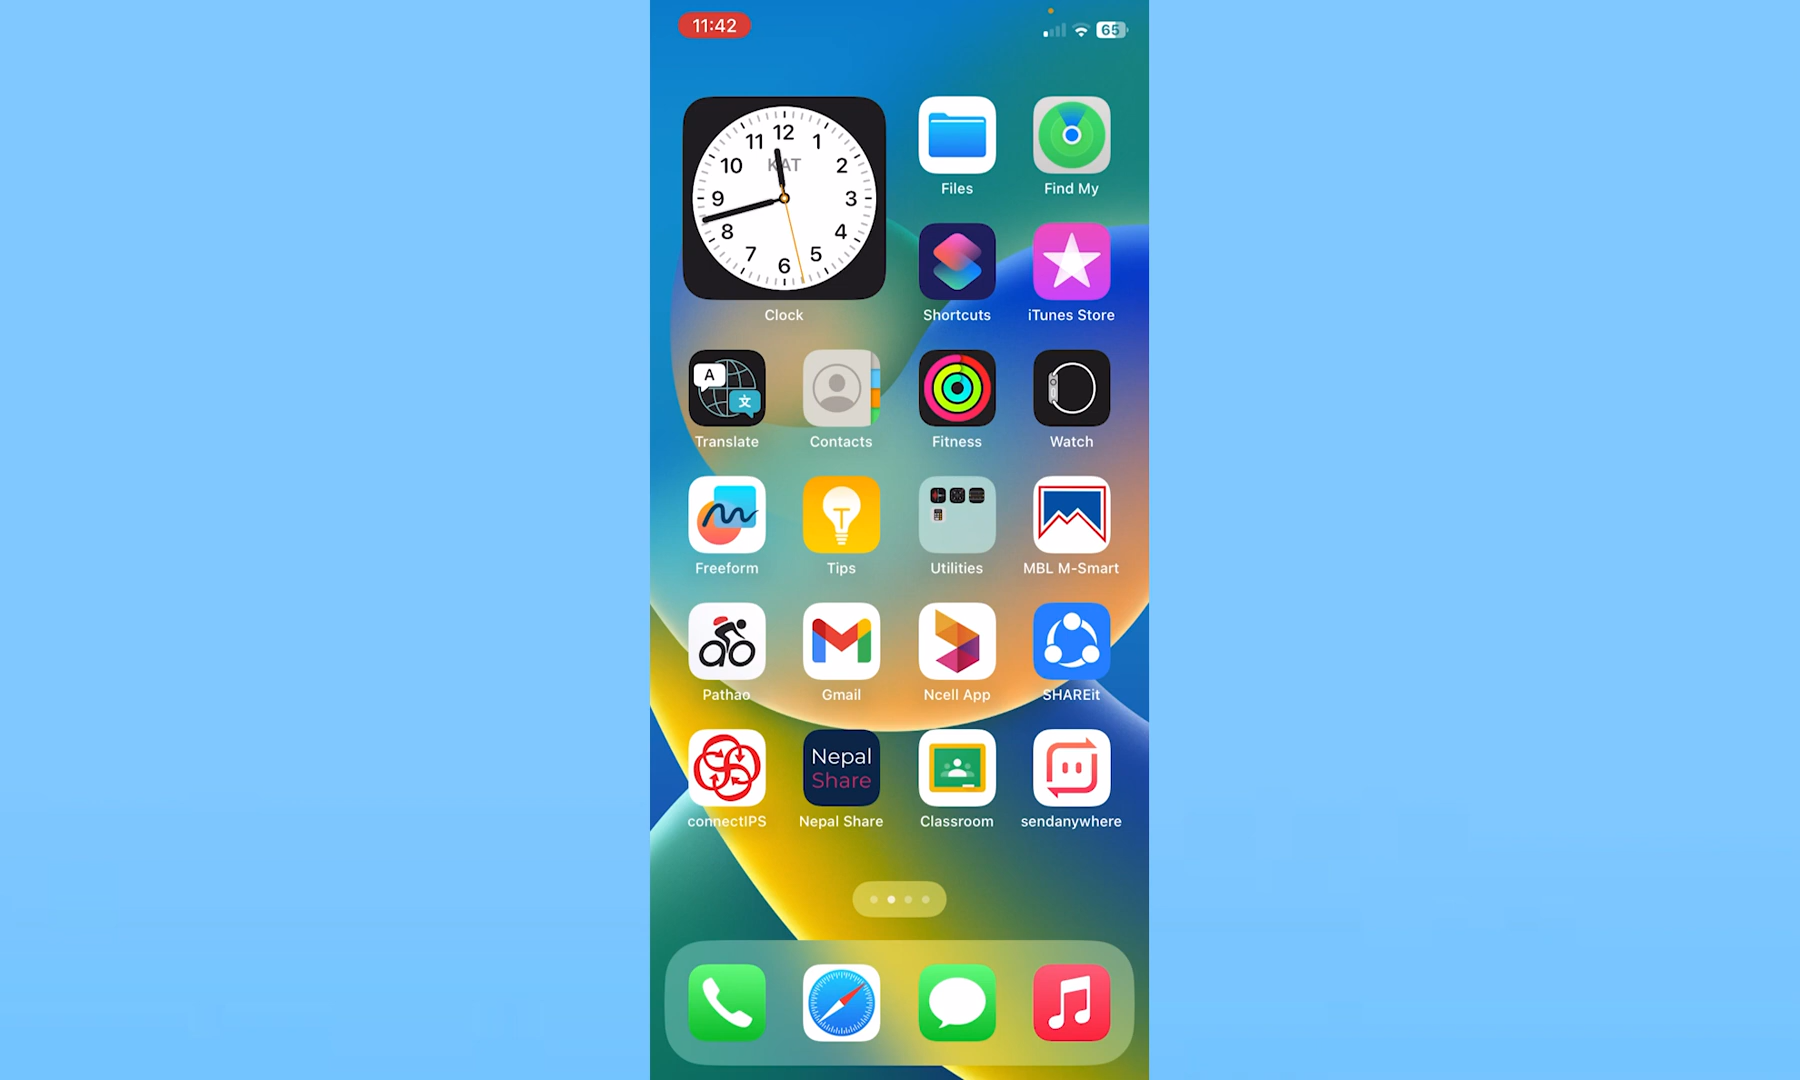 11:42
65
12
11 1
KAT
10 2
9 3
8 4
7 5
6
Files
Find My
Clock
Shortcuts
iTunes Store
A
文
Translate
Contacts
Fitness
Watch
Freeform
Tips
Utilities
MBL M-Smart
Pathao
Gmail
Ncell App
SHAREit
Nepal
Share
connectIPS
Nepal Share
Classroom
sendanywhere